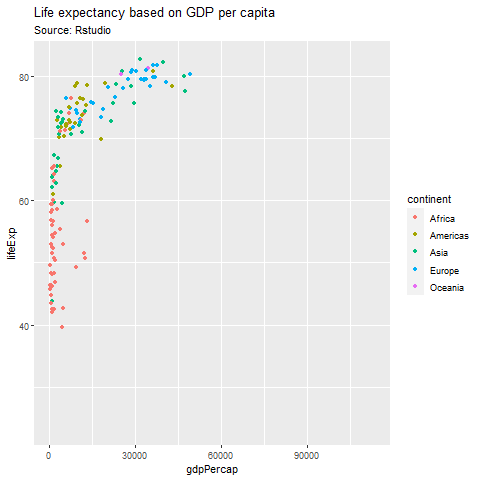 Life expectancy based on GDP per capita
Source: Rstudio
80
60
40
lifeExp
0 30000 60000 90000
gdpPercap
continent
Africa
Americas
Asia
Europe
Oceania